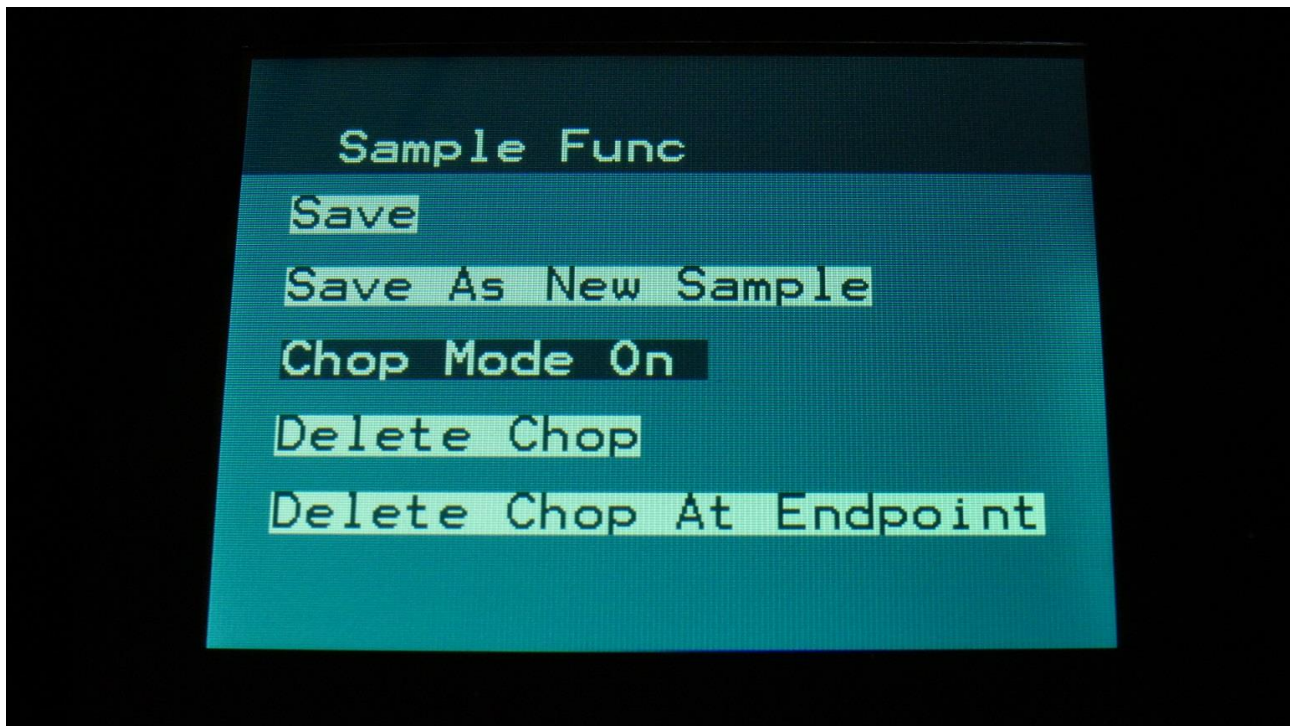 Sample Func
Save
Save As New Sample
Chop Mode On
Delete Chop
Delete Chop At Endpoint